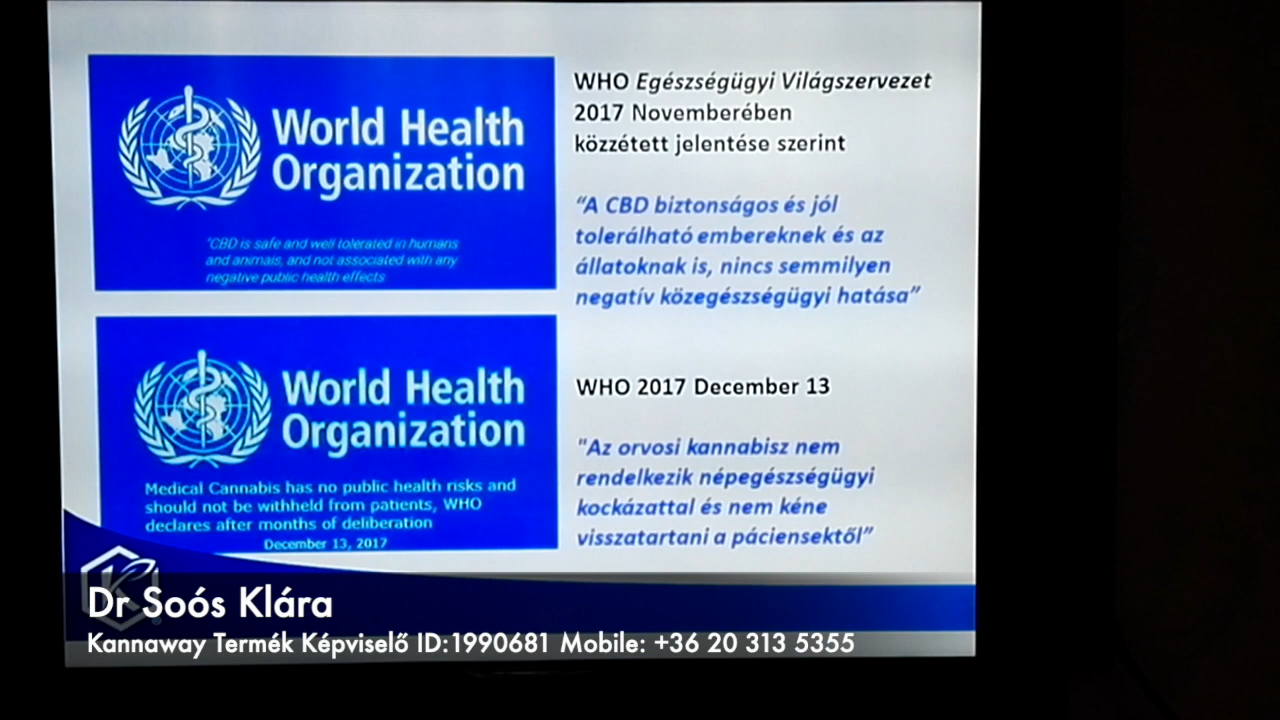 World Health
Organization
"CBD is safe and well tolerated in humans
and animals, and not associated with any
negative public health effects
WHO Egészségügyi Világszervezet
2017 Novemberében
közzétett jelentése szerint
“A CBD biztonságos és jól
tolerálható embereknek és az
állatoknak is, nincs semmilyen
negatív közegészségügyi hatása”
World Health
Organization
Medical Cannabis has no public health risks and
should not be withheld from patients, WHO
declares after months of deliberation
December 13, 2017
WHO 2017 December 13
"Az orvosi kannabisz nem
rendelkezik népegészségügyi
kockázattal és nem kéne
visszatartani a páciensektől”
Dr Soós Klára
Kannaway Termék Képviselő ID:1990681 Mobile: +36 20 313 5355